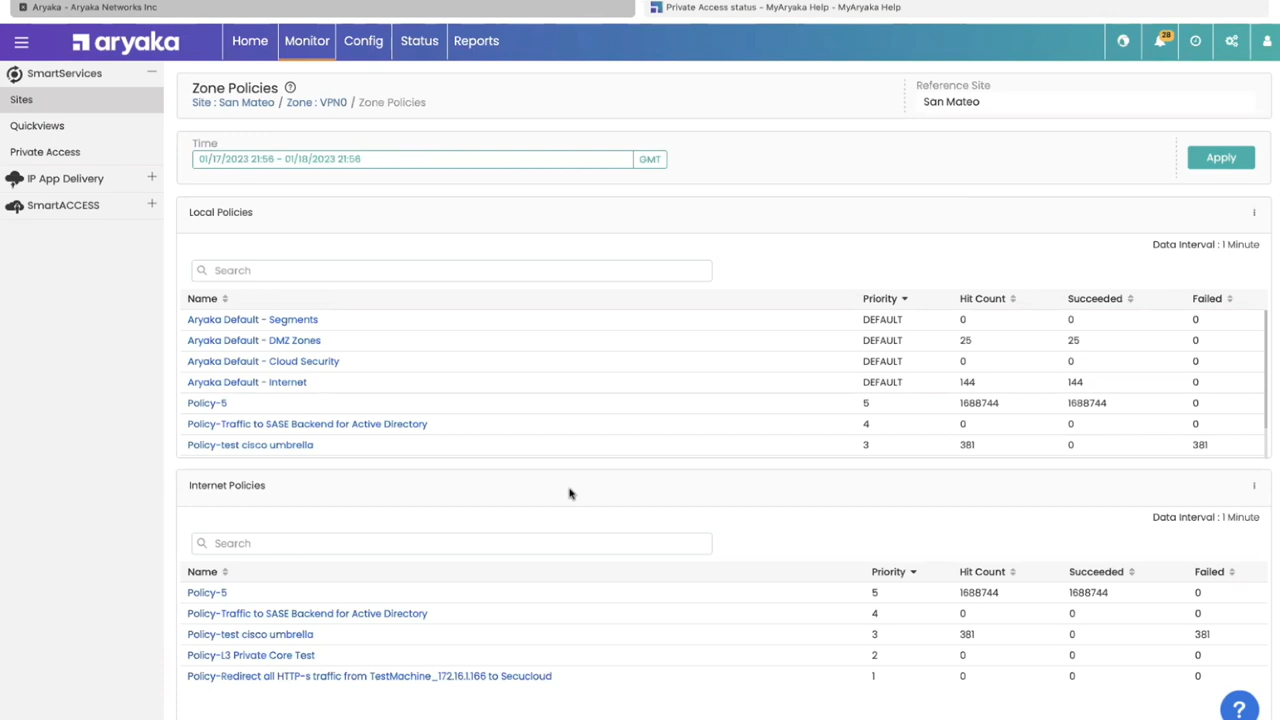 Aryaka - Aryaka Networks Inc
Private Access status - MyAryaka Help - MyAryaka Help
aryaka
Home
Monitor
Config
Status
Reports
28
SmartServices
Sites
Quickviews
Private Access
IP App Delivery
SmartACCESS
Zone Policies
Site : San Mateo / Zone : VPN0 / Zone Policies
Reference Site
San Mateo
Time
01/17/2023 21:56 - 01/18/2023 21:56 GMT
Apply
Local Policies
Data Interval : 1 Minute
Search
Name Priority Hit Count Succeeded Failed
Aryaka Default - Segments DEFAULT 0 0 0
Aryaka Default - DMZ Zones DEFAULT 25 25 0
Aryaka Default - Cloud Security DEFAULT 0 0 0
Aryaka Default - Internet DEFAULT 144 144 0
Policy-5 5 1688744 1688744 0
Policy-Traffic to SASE Backend for Active Directory 4 0 0 0
Policy-test cisco umbrella 3 381 0 381
Internet Policies
Data Interval : 1 Minute
Search
Name Priority Hit Count Succeeded Failed
Policy-5 5 1688744 1688744 0
Policy-Traffic to SASE Backend for Active Directory 4 0 0 0
Policy-test cisco umbrella 3 381 0 381
Policy-L3 Private Core Test 2 0 0 0
Policy-Redirect all HTTP-s traffic from TestMachine_172.16.1.166 to Secucloud 1 0 0 0
?